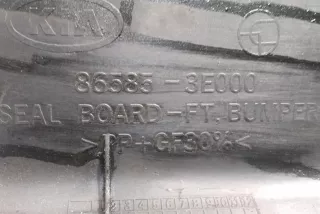 KIA
86585-3E000
SEAL BOARD-FT.BUMPER
>PP+GF30%<